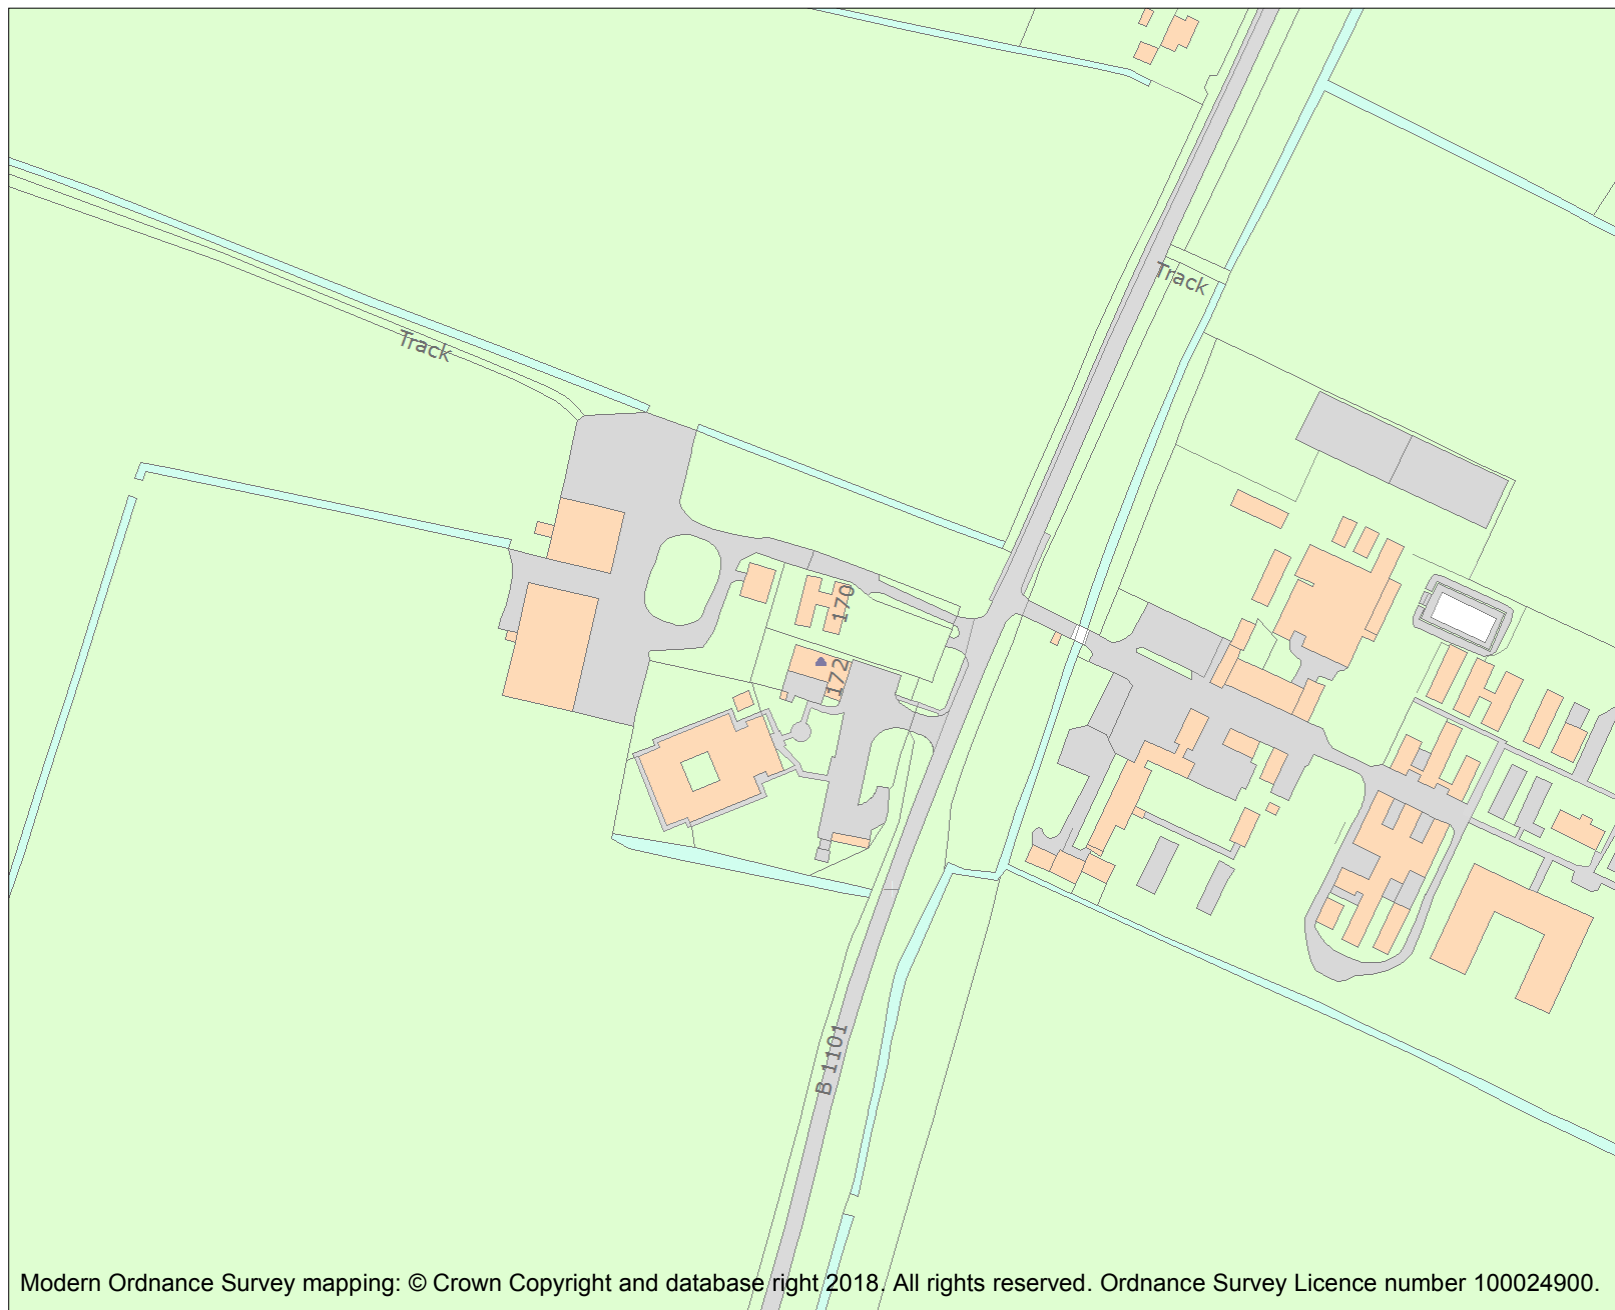 Track
Track
170
172
B 1101
Modern Ordnance Survey mapping: © Crown Copyright and database right 2018. All rights reserved. Ordnance Survey Licence number 100024900.